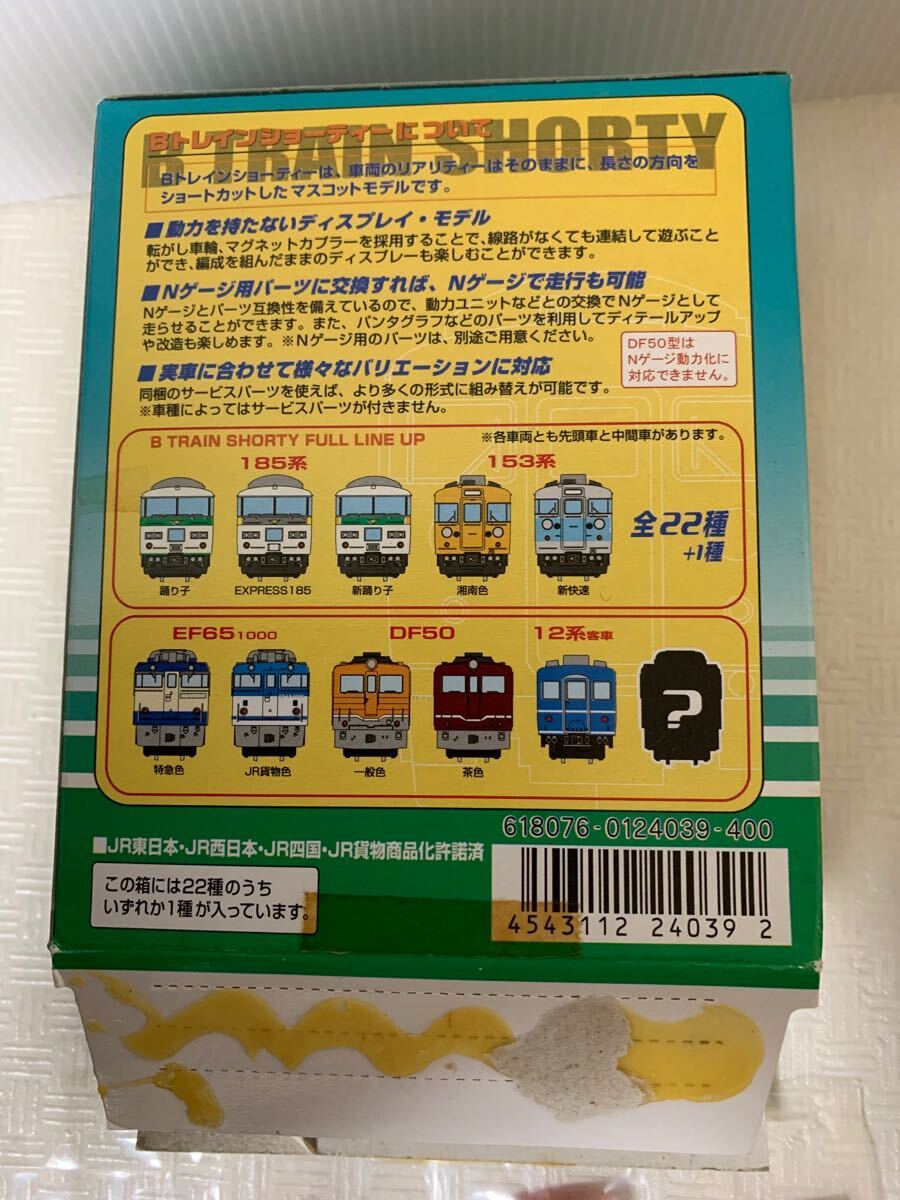 Bトレインショーティーについて
B TRAIN SHORTY
Bトレインショーティーは、車両のリアリティーはそのままに、長さの方向を
ショートカットしたマスコットモデルです。
■動力を持たないディスプレイ・モデル
転がし車輪、マグネットカプラーを採用することで、線路がなくても連結して遊ぶこと
ができ、編成を組んだままのディスプレーも楽しむことができます。
■Nゲージ用パーツに交換すれば、Nゲージで走行も可能
Nゲージとパーツ互換性を備えているので、動力ユニットなどとの交換でNゲージとして
走らせることができます。また、パンタグラフなどのパーツを利用してディテールアップ
や改造も楽しめます。※Nゲージ用のパーツは、別途ご用意ください。
DF50型は
Nゲージ動力化に
対応できません。
■実車に合わせて様々なバリエーションに対応
同梱のサービスパーツを使えば、より多くの形式に組み替えが可能です。
※車種によってはサービスパーツが付きません。
B TRAIN SHORTY FULL LINE UP
※各車両とも先頭車と中間車があります。
185系
153系
踊り子
EXPRESS185
新踊り子
湘南色
新快速
全22種
+1種
EF65 1000
DF50
12系客車
?
特急色
JR貨物色
一般色
茶色
618076-0124039-400
■JR東日本・JR西日本・JR四国・JR貨物商品化許諾済
この箱には22種のうち
いずれか1種が入っています。
4543112 24039 2